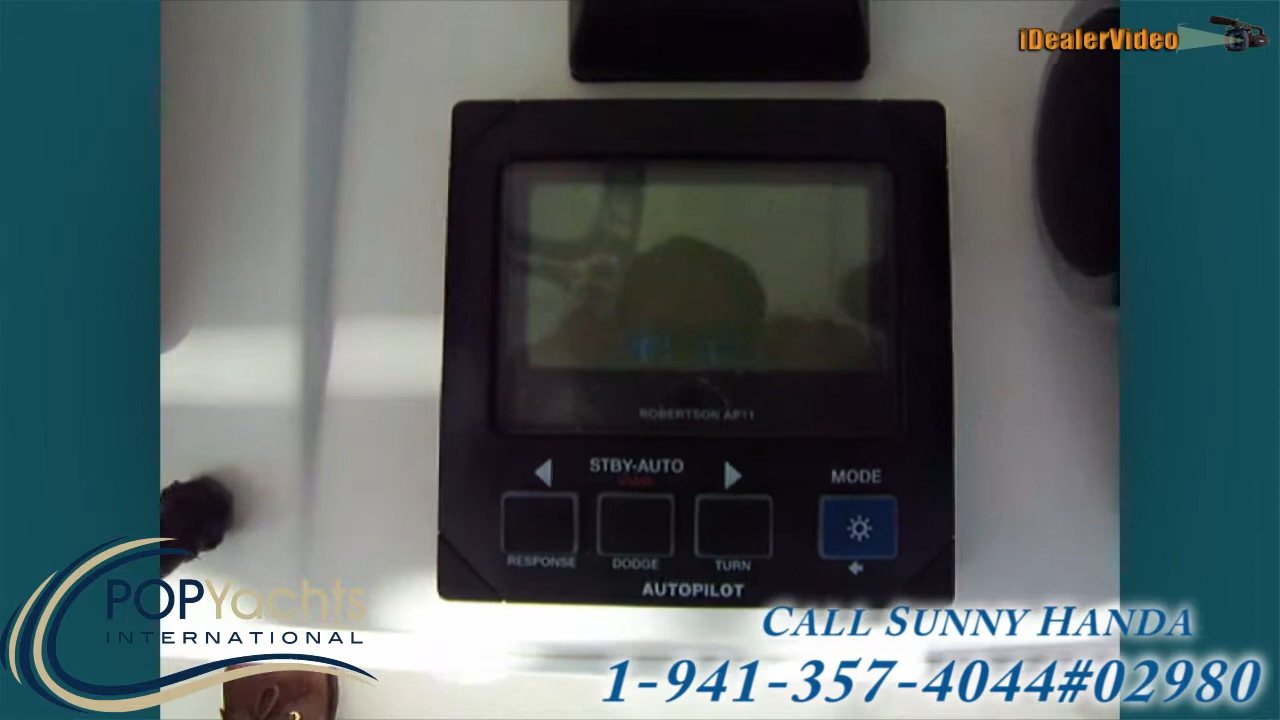 iDealerVideo
ROBERTSON AP11
STBY-AUTO
MODE
RESPONSE
DODGE
TURN
AUTOPILOT
POPYachts
INTERNATIONAL
CALL SUNNY HANDA
1-941-357-4044#02980